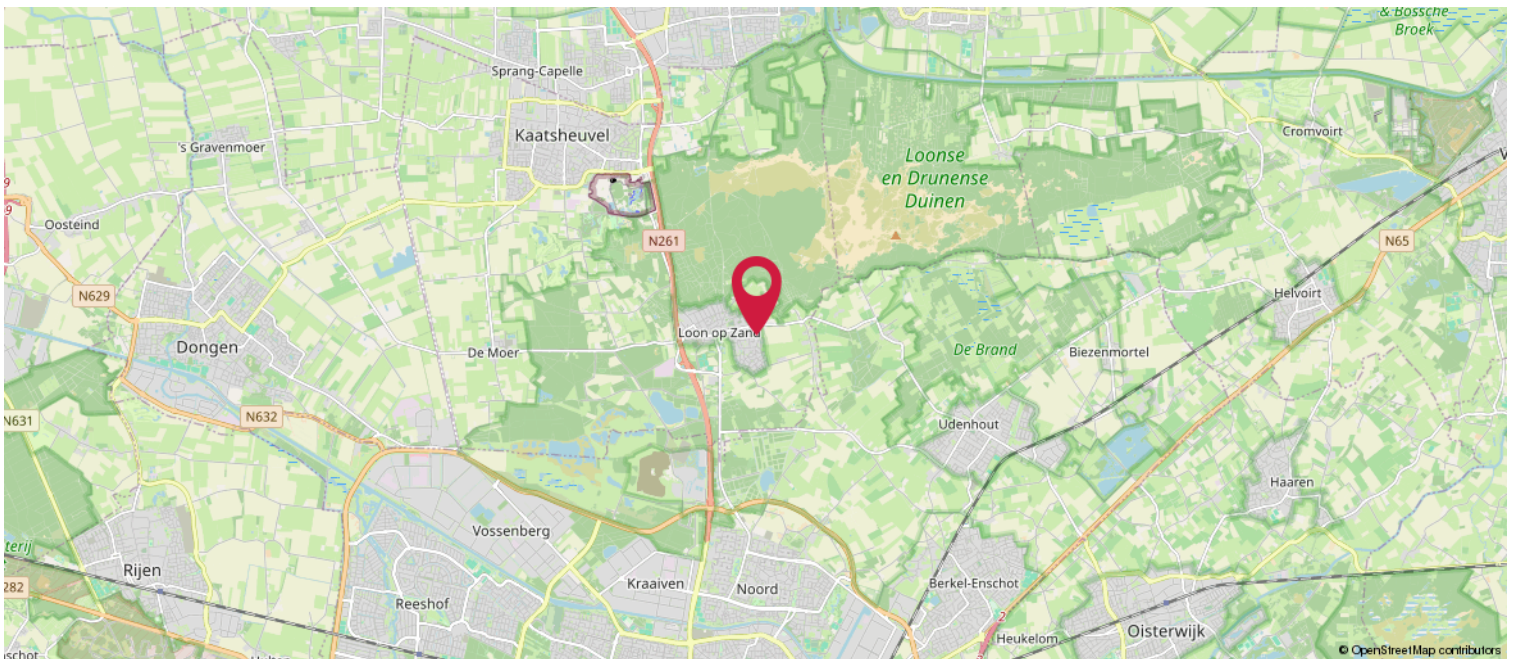 & Bossche
Broek
Sprang-Capelle
Kaatsheuvel
Cromvoirt
's Gravenmoer
Loonse
en Drunense
Duinen
Oosteind
N261
N65
N629
Helvoirt
Loon op Zand
Dongen
De Moer
De Brand
Biezenmortel
N631
N632
Udenhout
Haaren
Vossenberg
Rijen
Kraaiven
Noord
Berkel-Enschot
282
Reeshof
2
Heukelom
Oisterwijk
© OpenStreetMap contributors